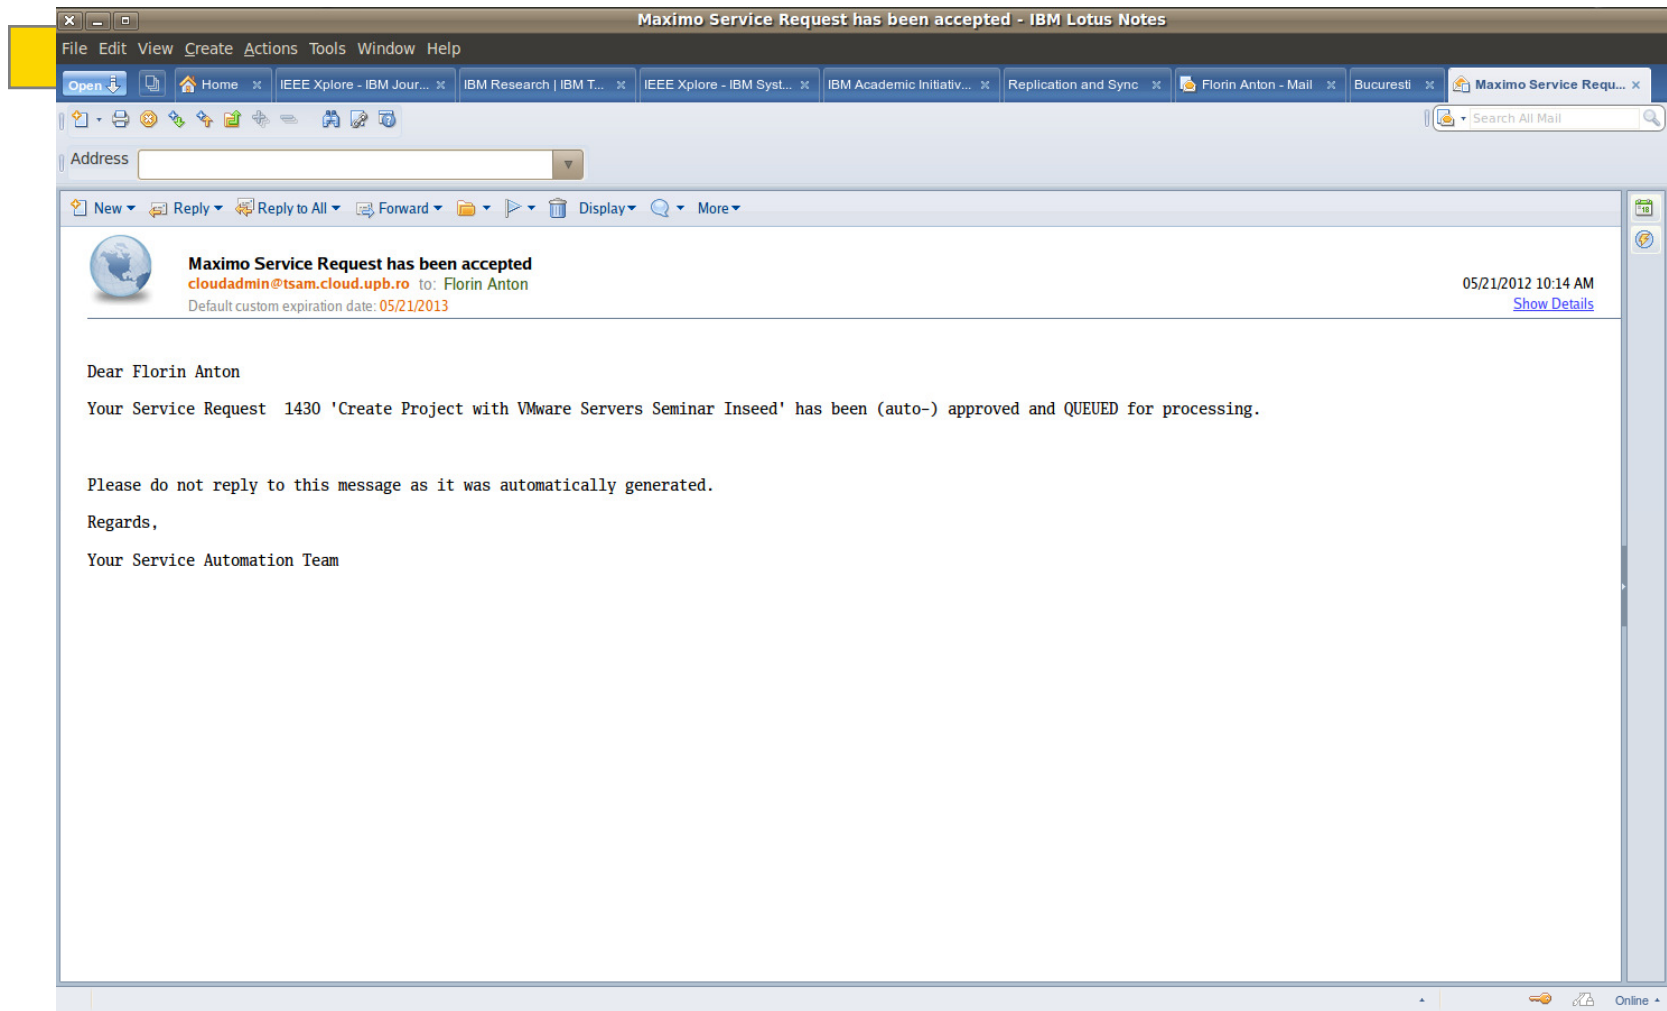 Maximo Service Request has been accepted - IBM Lotus Notes
File Edit View Create Actions Tools Window Help
Open Home IEEE Xplore - IBM Jour... IBM Research | IBM T... IEEE Xplore - IBM Syst... IBM Academic Initiativ... Replication and Sync Florin Anton - Mail Bucuresti Maximo Service Requ...
Search All Mail
Address
New Reply Reply to All Forward Display More
Maximo Service Request has been accepted
cloudadmin@tsam.cloud.upb.ro to: Florin Anton
05/21/2012 10:14 AM
Default custom expiration date: 05/21/2013
Show Details
Dear Florin Anton
Your Service Request 1430 'Create Project with VMware Servers Seminar Inseed' has been (auto-) approved and QUEUED for processing.
Please do not reply to this message as it was automatically generated.
Regards,
Your Service Automation Team
Online